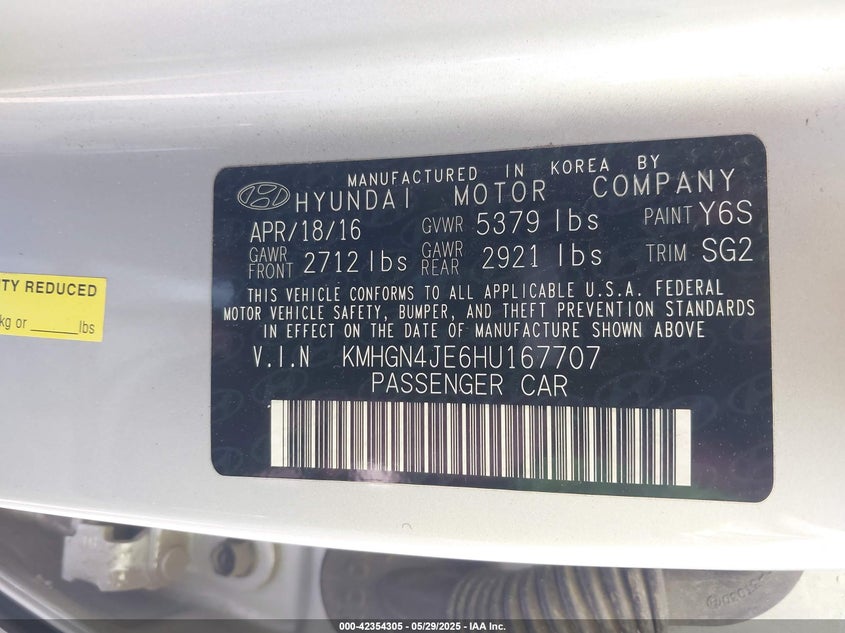 MANUFACTURED IN KOREA BY
HYUNDAI MOTOR COMPANY
APR/18/16 GVWR 5379 lbs PAINT Y6S
GAWR FRONT 2712 lbs GAWR REAR 2921 lbs TRIM SG2
THIS VEHICLE CONFORMS TO ALL APPLICABLE U.S.A. FEDERAL
MOTOR VEHICLE SAFETY, BUMPER, AND THEFT PREVENTION STANDARDS
IN EFFECT ON THE DATE OF MANUFACTURE SHOWN ABOVE
V.I.N KMHGN4JE6HU167707
PASSENGER CAR
TY REDUCED
kg or ______lbs
000-42354305 - 05/29/2025 - IAA Inc.